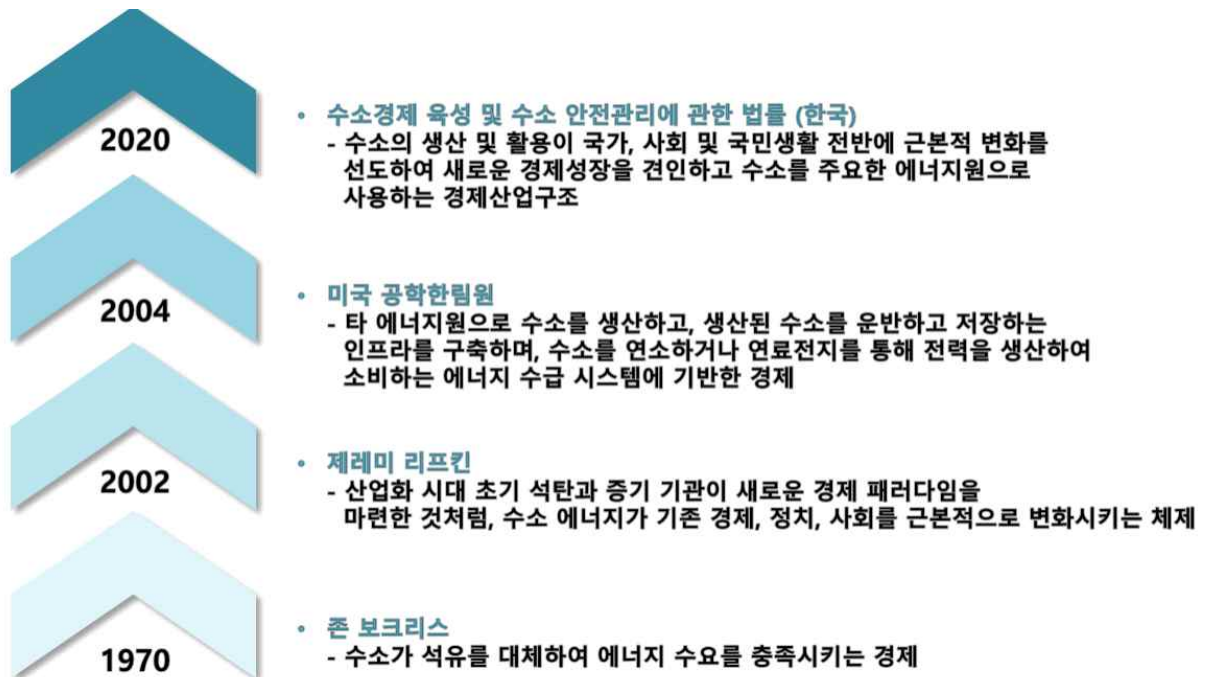 2020
• 수소경제 육성 및 수소 안전관리에 관한 법률 (한국)
- 수소의 생산 및 활용이 국가, 사회 및 국민생활 전반에 근본적 변화를
선도하여 새로운 경제성장을 견인하고 수소를 주요한 에너지원으로
사용하는 경제산업구조
2004
• 미국 공학한림원
- 타 에너지원으로 수소를 생산하고, 생산된 수소를 운반하고 저장하는
인프라를 구축하며, 수소를 연소하거나 연료전지를 통해 전력을 생산하여
소비하는 에너지 수급 시스템에 기반한 경제
2002
• 제레미 리프킨
- 산업화 시대 초기 석탄과 증기 기관이 새로운 경제 패러다임을
마련한 것처럼, 수소 에너지가 기존 경제, 정치, 사회를 근본적으로 변화시키는 체제
1970
• 존 보크리스
- 수소가 석유를 대체하여 에너지 수요를 충족시키는 경제